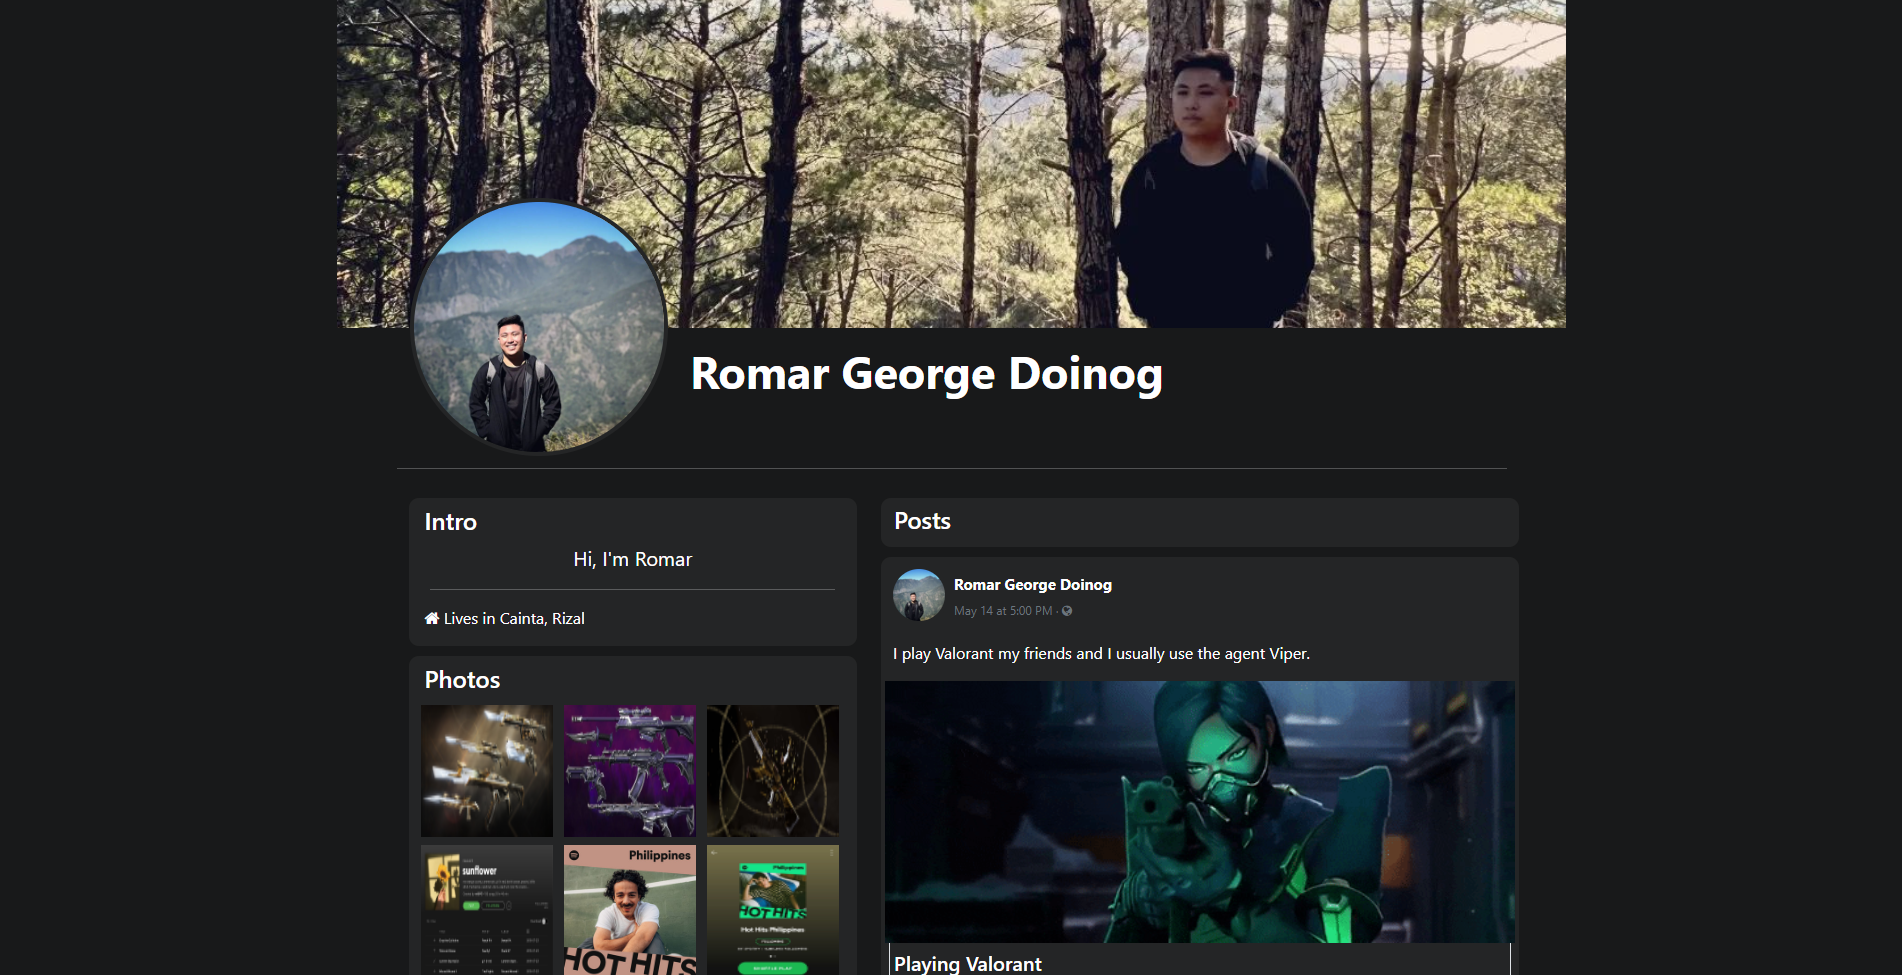 Romar George Doinog
Intro
Hi, I'm Romar
Lives in Cainta, Rizal
Photos
sunflower
Philippines
HOT HITS
Philippines
HOT HITS
Hot Hits Philippines
Posts
Romar George Doinog
May 14 at 5:00 PM ·
I play Valorant my friends and I usually use the agent Viper.
Playing Valorant